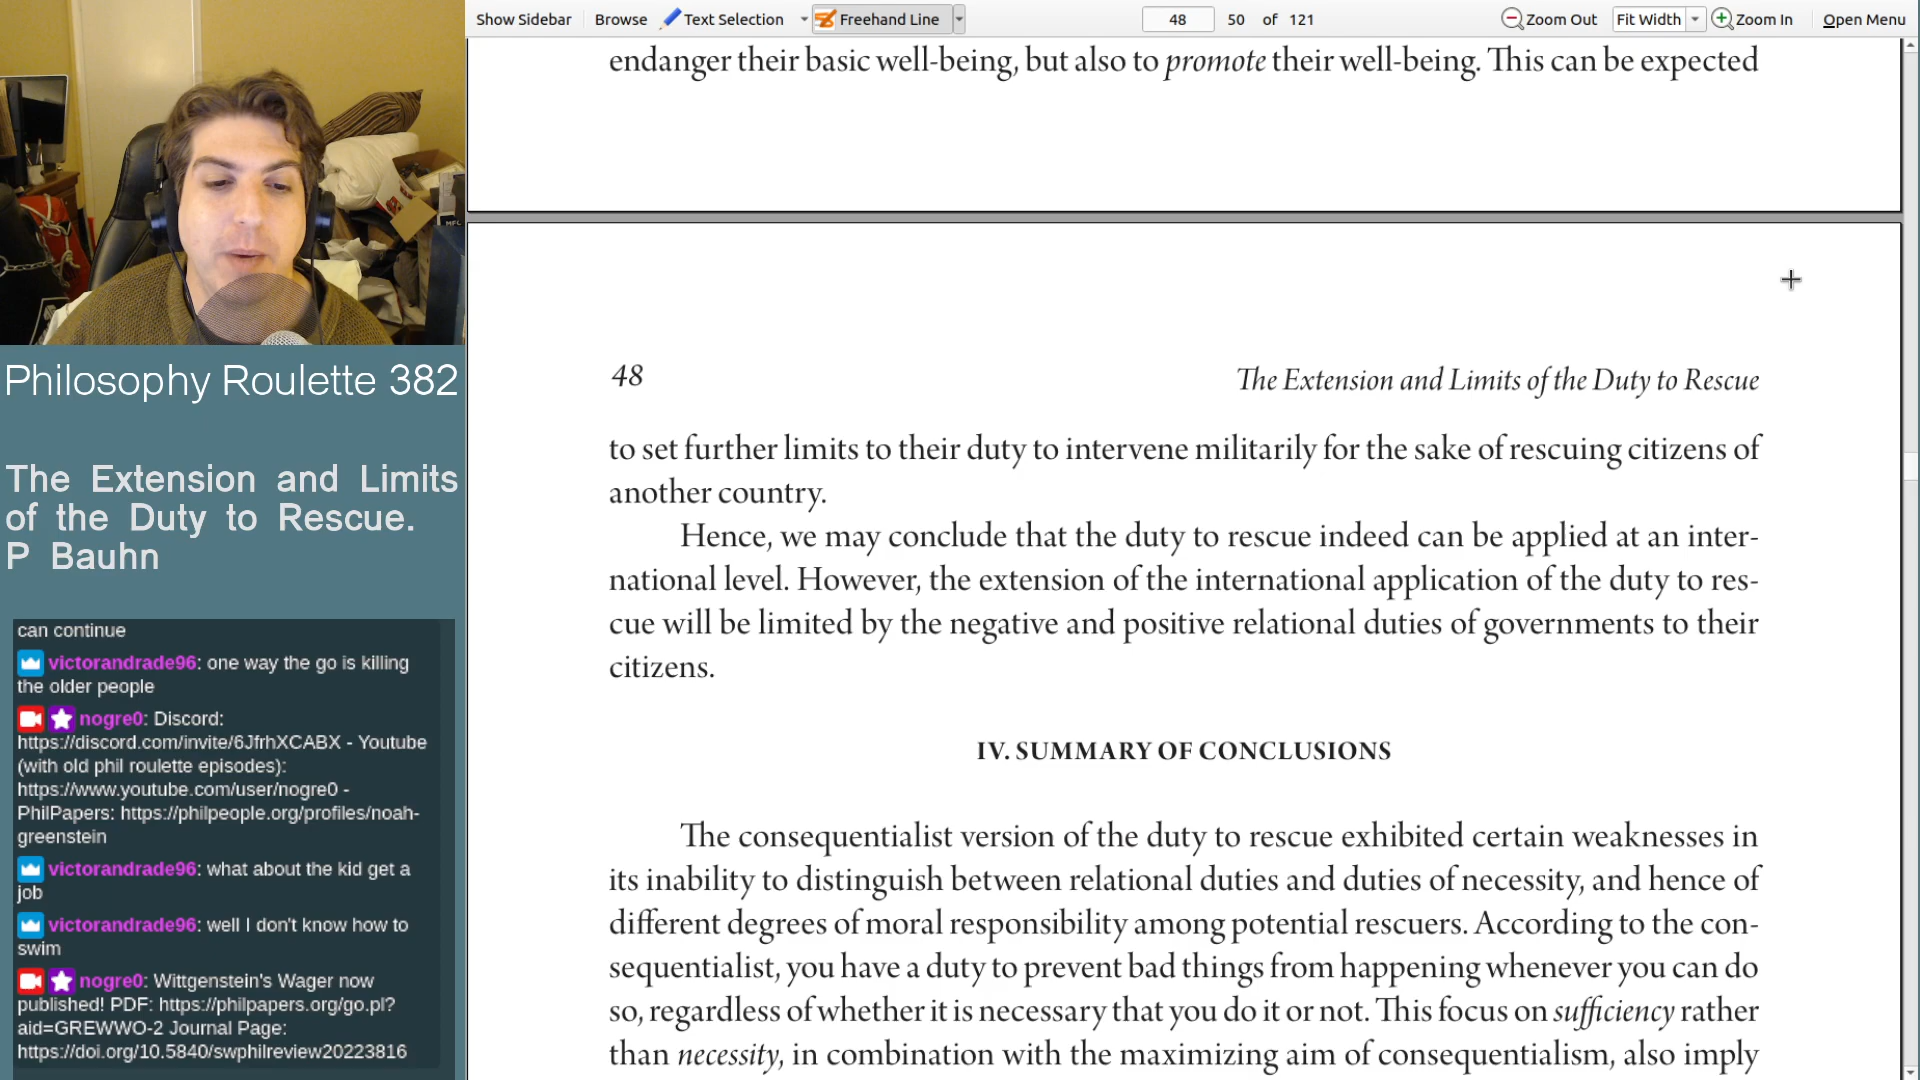 Show Sidebar Browse Text Selection Freehand Line 48 50 of 121 Zoom Out Fit Width Zoom In Open Menu
endanger their basic well-being, but also to promote their well-being. This can be expected
48 The Extension and Limits of the Duty to Rescue
to set further limits to their duty to intervene militarily for the sake of rescuing citizens of
another country.
Hence, we may conclude that the duty to rescue indeed can be applied at an inter-
national level. However, the extension of the international application of the duty to res-
cue will be limited by the negative and positive relational duties of governments to their
citizens.
IV. SUMMARY OF CONCLUSIONS
The consequentialist version of the duty to rescue exhibited certain weaknesses in
its inability to distinguish between relational duties and duties of necessity, and hence of
different degrees of moral responsibility among potential rescuers. According to the con-
sequentialist, you have a duty to prevent bad things from happening whenever you can do
so, regardless of whether it is necessary that you do it or not. This focus on sufficiency rather
than necessity, in combination with the maximizing aim of consequentialism, also imply
Philosophy Roulette 382
The Extension and Limits
of the Duty to Rescue.
P Bauhn
can continue
victorandrade96: one way the go is killing
the older people
nogre0: Discord:
https://discord.com/invite/6JfrhXCABX - Youtube
(with old phil roulette episodes):
https://www.youtube.com/user/nogre0 -
PhilPapers: https://philpeople.org/profiles/noah-
greenstein
victorandrade96: what about the kid get a
job
victorandrade96: well I don't know how to
swim
nogre0: Wittgenstein's Wager now
published! PDF: https://philpapers.org/go.pl?
aid=GREWWO-2 Journal Page:
https://doi.org/10.5840/swphilreview20223816